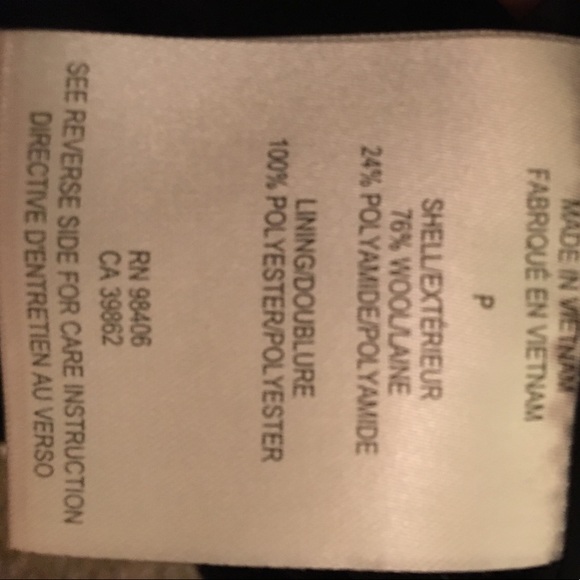 MADE IN VIETNAM
FABRIQUÉ EN VIETNAM
P
SHELL/EXTÉRIEUR
76% WOOL/LAINE
24% POLYAMIDE/POLYAMIDE
LINING/DOUBLURE
100% POLYESTER/POLYESTER
RN 98406
CA 39862
SEE REVERSE SIDE FOR CARE INSTRUCTION
DIRECTIVE D'ENTRETIEN AU VERSO